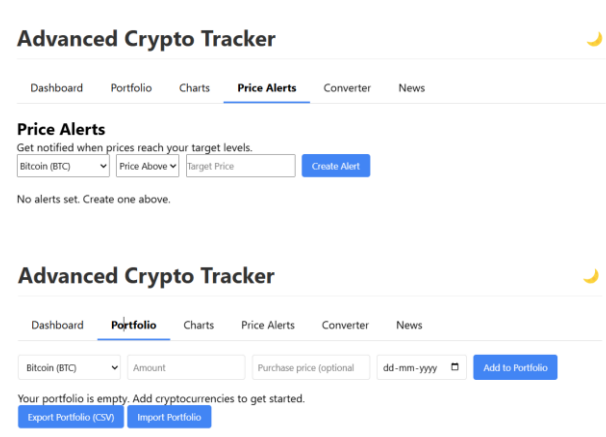 Advanced Crypto Tracker
Dashboard Portfolio Charts Price Alerts Converter News
Price Alerts
Get notified when prices reach your target levels.
Bitcoin (BTC) Price Above Target Price Create Alert
No alerts set. Create one above.
Advanced Crypto Tracker
Dashboard Portfolio Charts Price Alerts Converter News
Bitcoin (BTC) Amount Purchase price (optional dd-mm-yyyy Add to Portfolio
Your portfolio is empty. Add cryptocurrencies to get started.
Export Portfolio (CSV) Import Portfolio